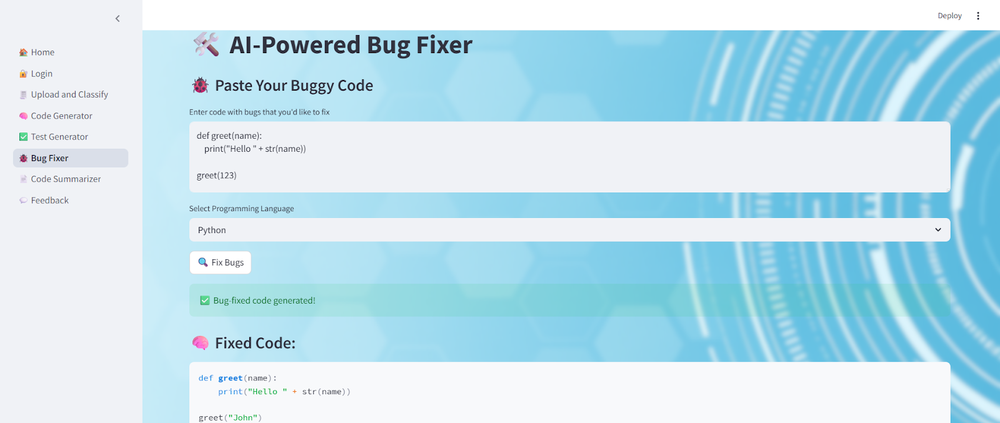 Deploy
Home
Login
Upload and Classify
Code Generator
Test Generator
Bug Fixer
Code Summarizer
Feedback
AI-Powered Bug Fixer
Paste Your Buggy Code
Enter code with bugs that you'd like to fix
def greet(name):
    print("Hello " + str(name))
greet(123)
Select Programming Language
Python
Fix Bugs
Bug-fixed code generated!
Fixed Code:
def greet(name):
    print("Hello " + str(name))
greet("John")